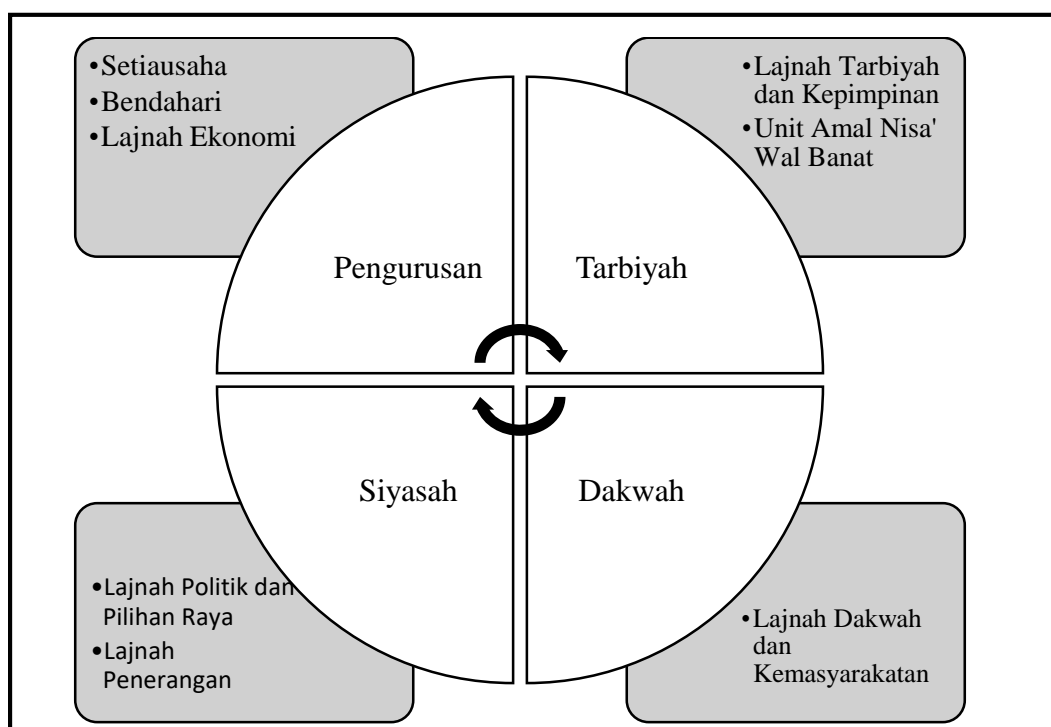 •Setiausaha
•Bendahari
•Lajnah Ekonomi
•Lajnah Tarbiyah
dan Kepimpinan
•Unit Amal Nisa'
Wal Banat
Pengurusan
Tarbiyah
Siyasah
Dakwah
•Lajnah Politik dan
Pilihan Raya
•Lajnah
Penerangan
•Lajnah Dakwah
dan
Kemasyarakatan